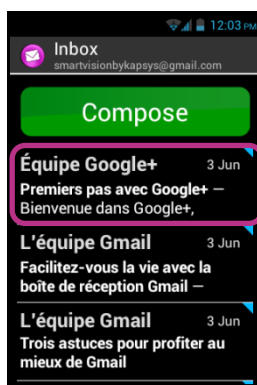 12:03 PM
Inbox
smartvisionbykapsys@gmail.com
Compose
Équipe Google+ 3 Jun
Premiers pas avec Google+ —
Bienvenue dans Google+,
L'équipe Gmail 3 Jun
Facilitez-vous la vie avec la
boîte de réception Gmail —
L'équipe Gmail 3 Jun
Trois astuces pour profiter au
mieux de Gmail